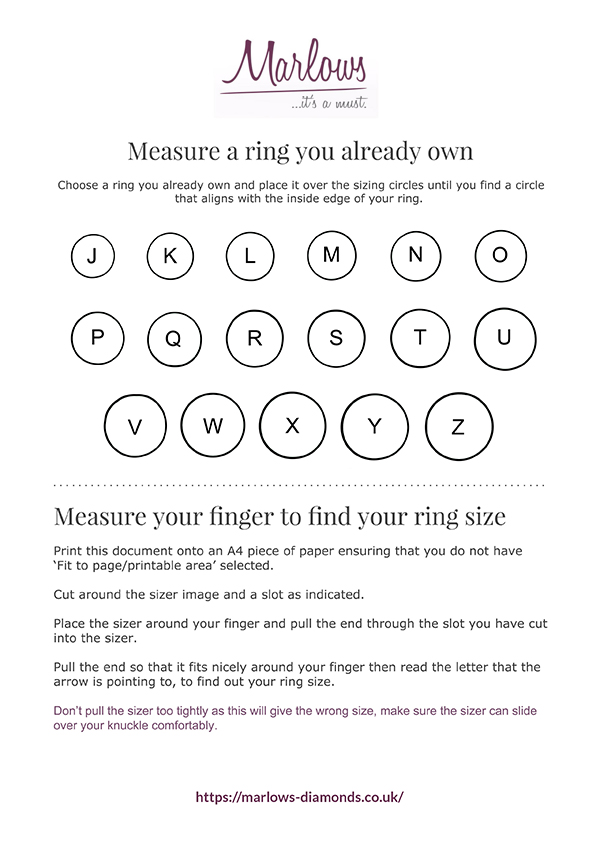 Marlows
...it's a must.
Measure a ring you already own
Choose a ring you already own and place it over the sizing circles until you find a circle
that aligns with the inside edge of your ring.
J K L M N O
P Q R S T U
V W X Y Z
Measure your finger to find your ring size
Print this document onto an A4 piece of paper ensuring that you do not have
‘Fit to page/printable area’ selected.
Cut around the sizer image and a slot as indicated.
Place the sizer around your finger and pull the end through the slot you have cut
into the sizer.
Pull the end so that it fits nicely around your finger then read the letter that the
arrow is pointing to, to find out your ring size.
Don’t pull the sizer too tightly as this will give the wrong size, make sure the sizer can slide
over your knuckle comfortably.
https://marlows-diamonds.co.uk/